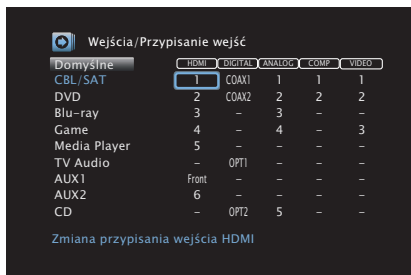 Wejścia/Przypisanie wejść
Domyślne HDMI DIGITAL ANALOG COMP VIDEO
CBL/SAT 1 COAX1 1 1 1
DVD 2 COAX2 2 2 2
Blu-ray 3 – 3 – –
Game 4 – 4 – 3
Media Player 5 – – – –
TV Audio – OPT1 – – –
AUX1 Front – – – –
AUX2 6 – – – –
CD – OPT2 5 – –
Zmiana przypisania wejścia HDMI